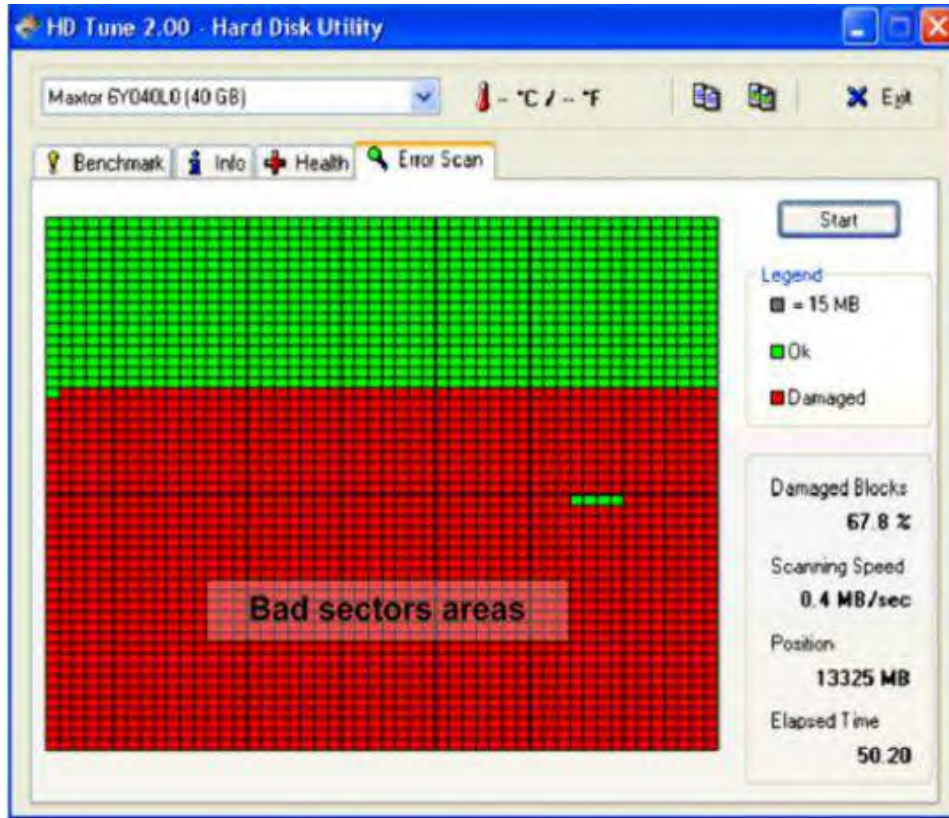 HD Tune 2.00 - Hard Disk Utility
Maxtor 6Y040L0 (40 GB)
- °C / -- °F
Exit
Benchmark
Info
Health
Error Scan
Start
Legend
= 15 MB
Ok
Damaged
Damaged Blocks
67.8 %
Scanning Speed
0.4 MB/sec
Position
13325 MB
Elapsed Time
50.20
Bad sectors areas